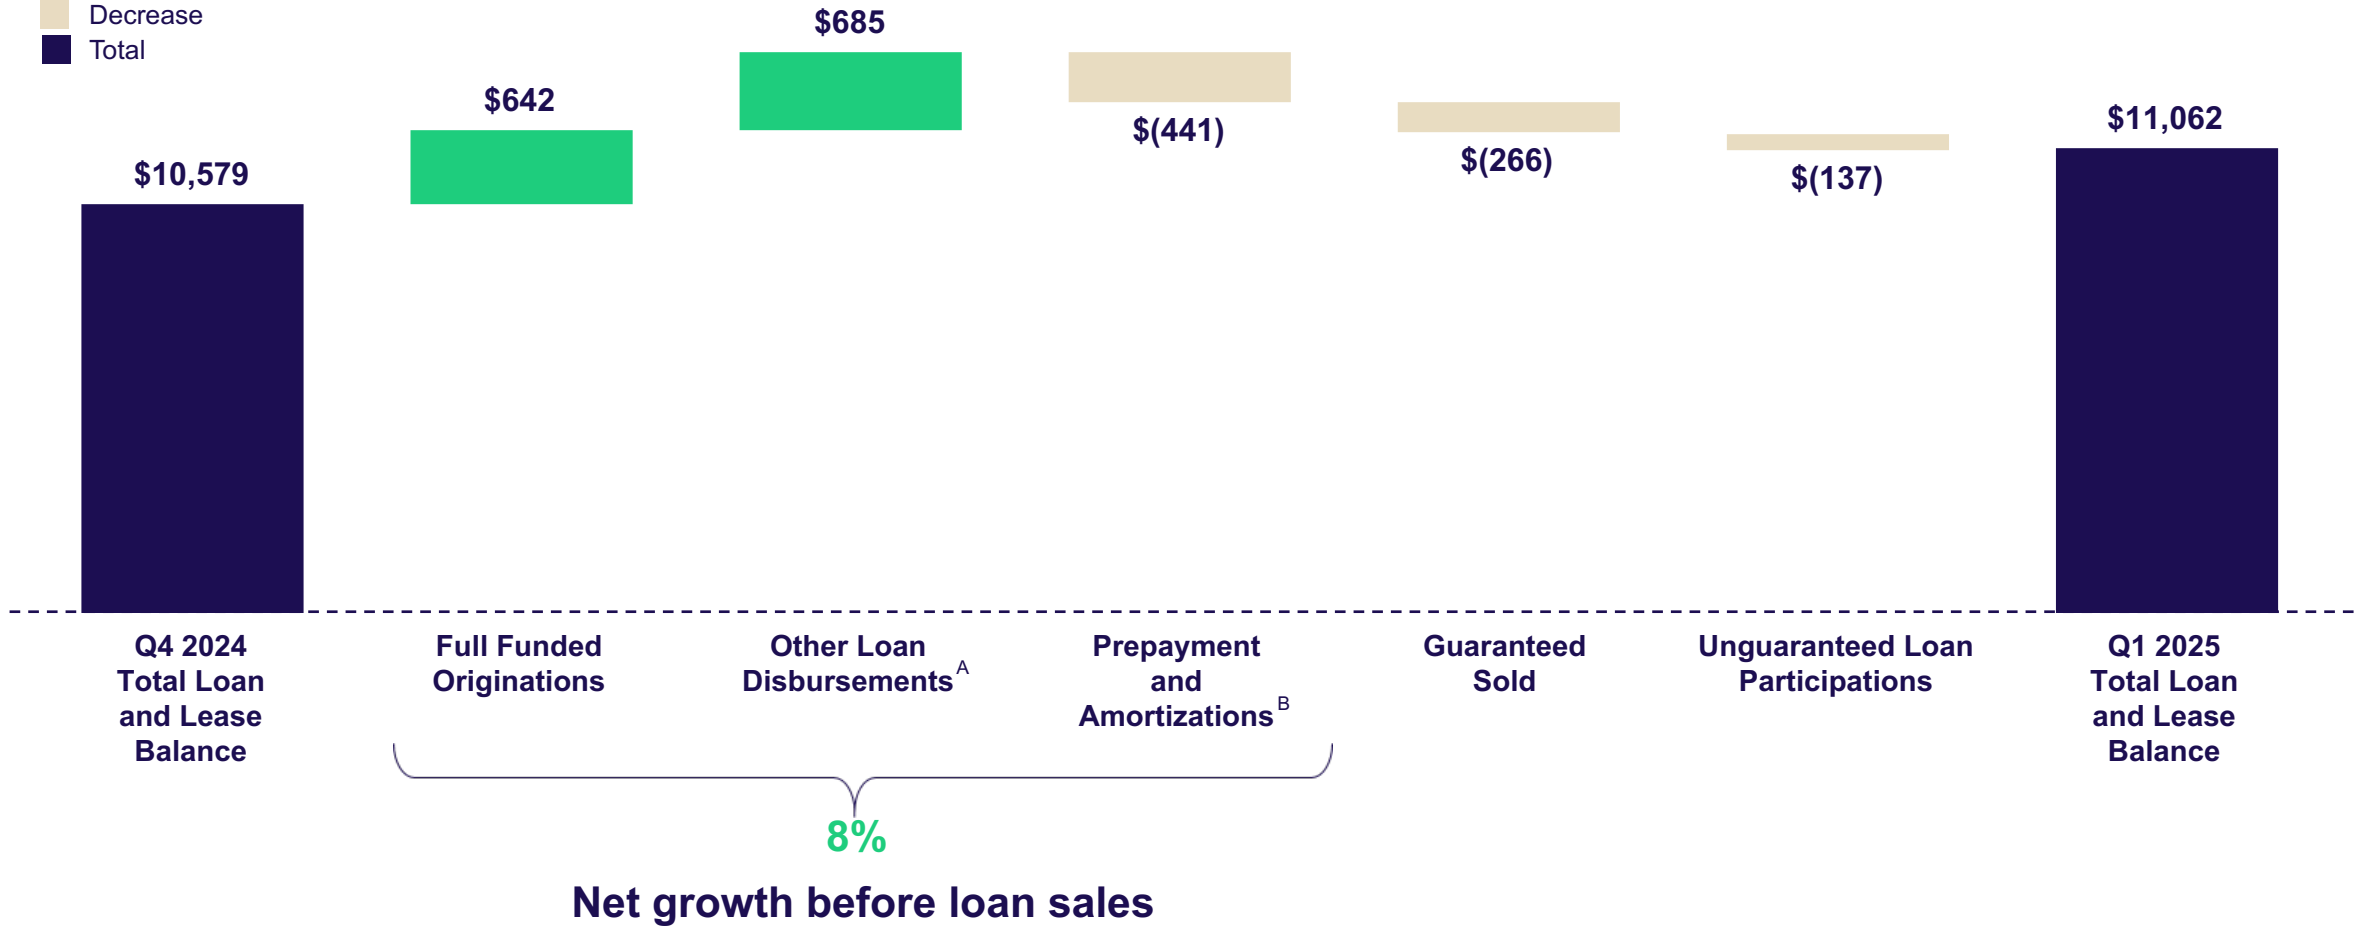 Decrease
Total
$10,579
$642
$685
$(441)
$(266)
$(137)
$11,062
Q4 2024
Total Loan
and Lease
Balance
Full Funded
Originations
Other Loan
Disbursements A
Prepayment
and
Amortizations B
Guaranteed
Sold
Unguaranteed Loan
Participations
Q1 2025
Total Loan
and Lease
Balance
8%
Net growth before loan sales